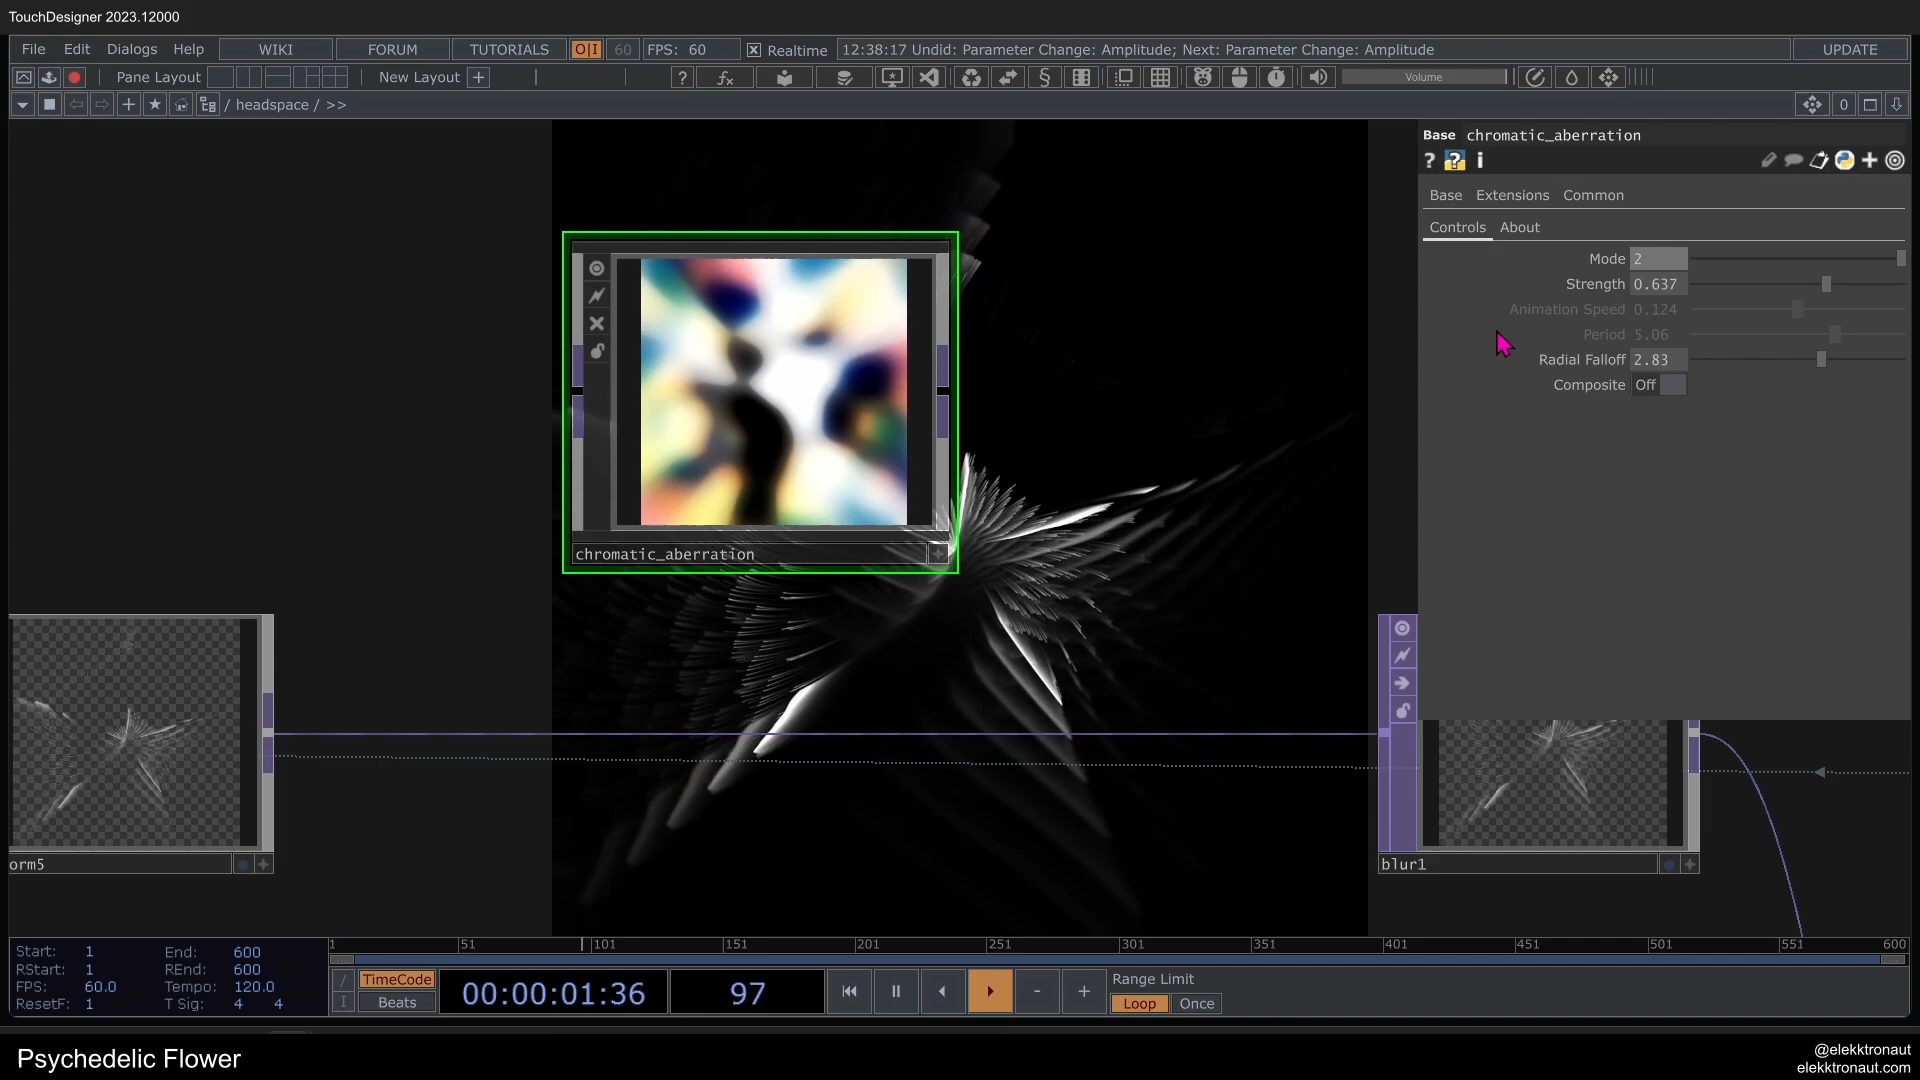 TouchDesigner 2023.12000
File Edit Dialogs Help WIKI FORUM TUTORIALS O|I 60 FPS: 60 Realtime 12:38:17 Undid: Parameter Change: Amplitude; Next: Parameter Change: Amplitude UPDATE
Pane Layout New Layout + Volume
/ headspace / >> 0
Base chromatic_aberration
Base Extensions Common
Controls About
Mode 2
Strength 0.637
Animation Speed 0.124
Period 5.06
Radial Falloff 2.83
Composite Off
chromatic_aberration
orm5
blur1
1 51 101 151 201 251 301 351 401 451 501 551 600
Start: 1 End: 600
RStart: 1 REnd: 600
FPS: 60.0 Tempo: 120.0
ResetF: 1 T Sig: 4 4
TimeCode
Beats
00:00:01:36
97
Range Limit
Loop Once
Psychedelic Flower
@elekktronaut
elekktronaut.com